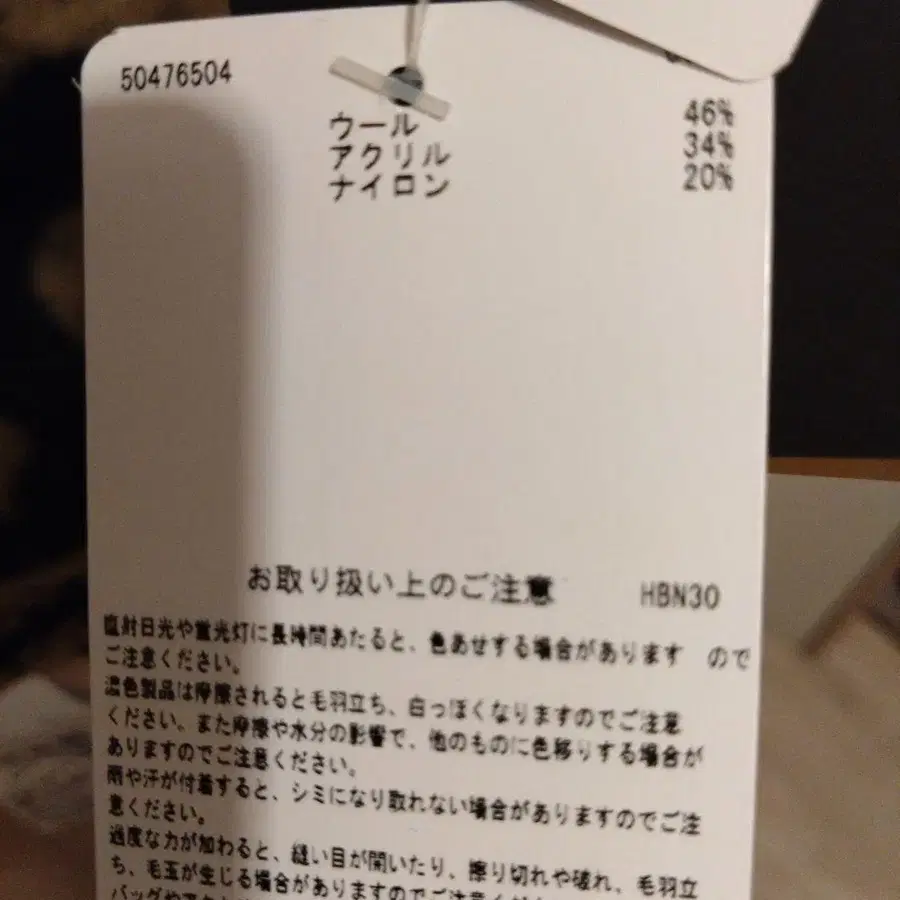 50476504
ウール 46%
アクリル 34%
ナイロン 20%
お取り扱い上のご注意 HBN30
直射日光や蛍光灯に長時間あたると、色あせする場合があります ので
ご注意ください。
濃色製品は摩擦されると毛羽立ち、白っぽくなりますのでご注意
ください。また摩擦や水分の影響で、他のものに色移りする場合が
ありますのでご注意ください。
雨や汗が付着すると、シミになり取れない場合がありますのでご注
意ください。
過度な力が加わると、縫い目が開いたり、擦り切れや破れ、毛羽立
ち、毛玉が生じる場合がありますのでご注意くだ
バッグやアク